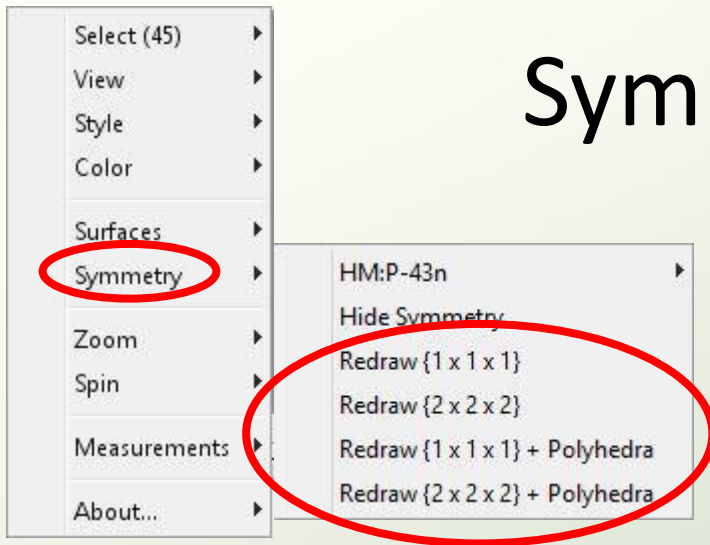 Sym
Select (45)
View
Style
Color
Surfaces
Symmetry
Zoom
Spin
Measurements
About...
HM:P-43n
Hide Symmetry
Redraw {1 x 1 x 1}
Redraw {2 x 2 x 2}
Redraw {1 x 1 x 1} + Polyhedra
Redraw {2 x 2 x 2} + Polyhedra